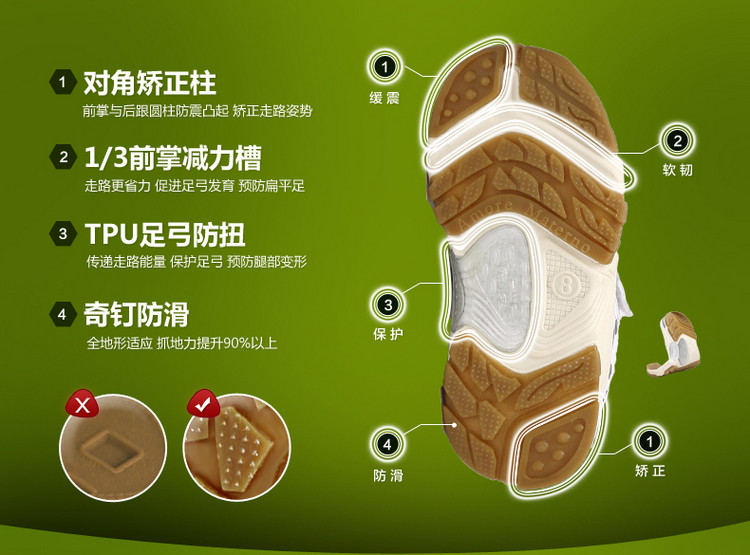 1 对角矫正柱
前掌与后跟圆柱防震凸起 矫正走路姿势
2 1/3前掌减力槽
走路更省力 促进足弓发育 预防扁平足
3 TPU足弓防扭
传递走路能量 保护足弓 预防腿部变形
4 奇钉防滑
全地形适应 抓地力提升90%以上
X
1
缓震
2
软韧
Amore Materno
8
3
保护
4
防滑
1
矫正